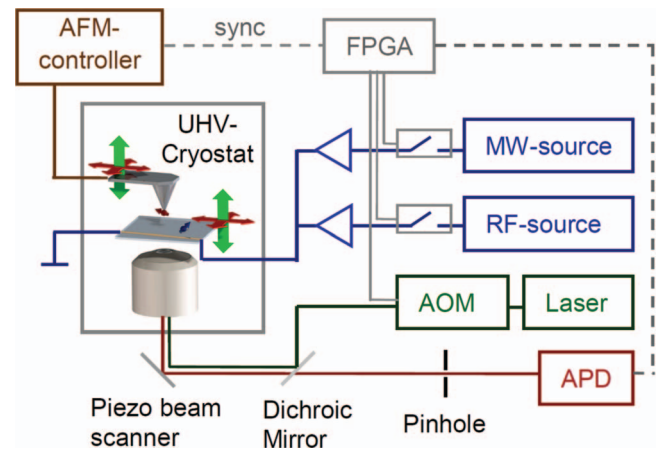 AFM-
controller
sync
FPGA
UHV-
Cryostat
MW-source
RF-source
AOM
Laser
APD
Piezo beam
scanner
Dichroic
Mirror
Pinhole